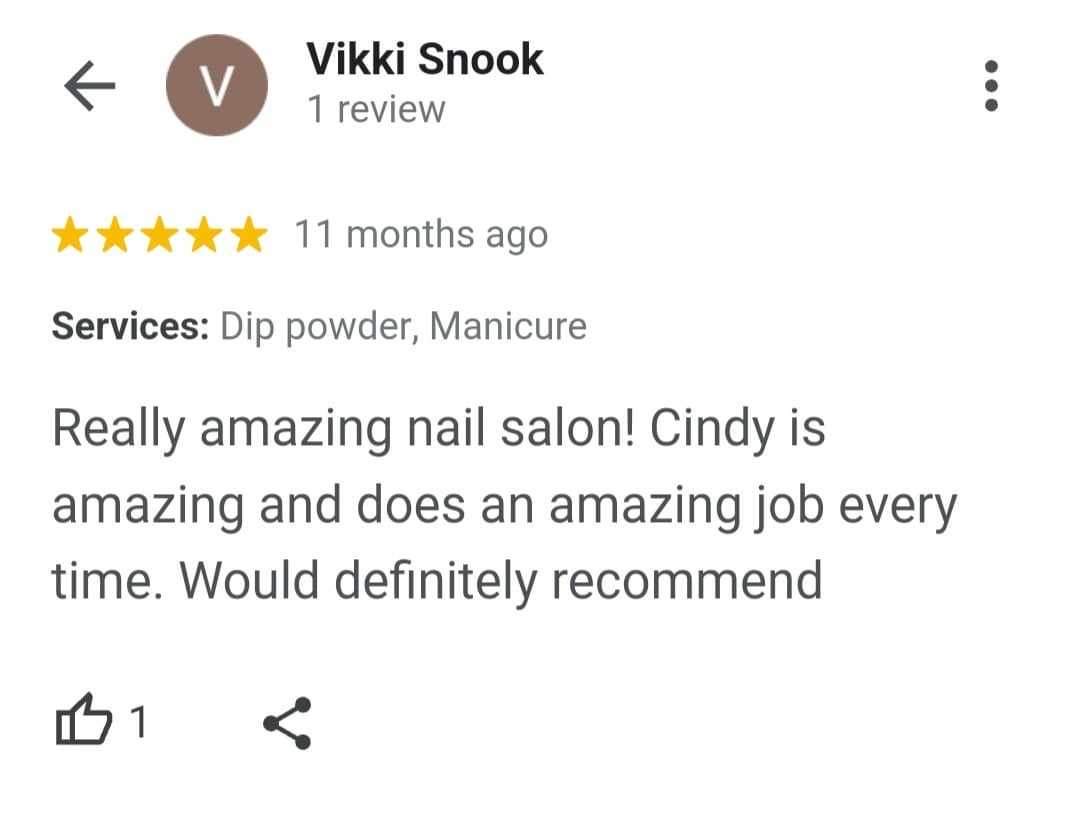 V
Vikki Snook
1 review
11 months ago
Services: Dip powder, Manicure
Really amazing nail salon! Cindy is
amazing and does an amazing job every
time. Would definitely recommend
1